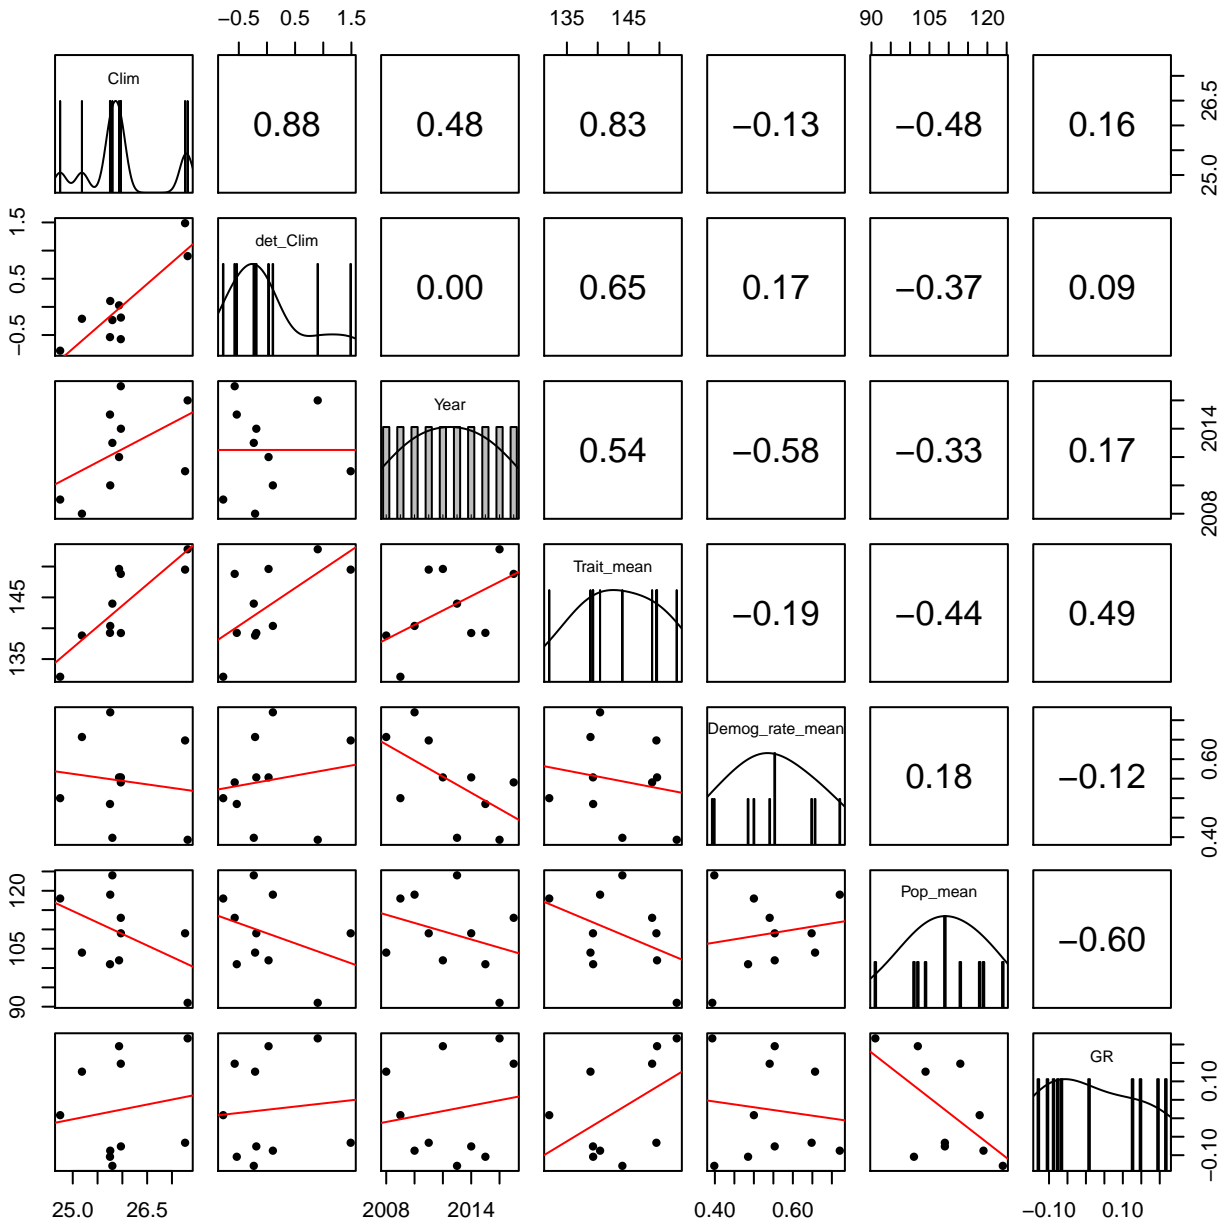 −0.5 0.5 1.5 135 145 90 105 120
Clim 0.88 0.48 0.83 −0.13 −0.48 0.16 25.0 26.5
−0.5 0.5 1.5 det_Clim 0.00 0.65 0.17 −0.37 0.09
Year 0.54 −0.58 −0.33 0.17 2008 2014
135 145 Trait_mean −0.19 −0.44 0.49
Demog_rate_mean 0.18 −0.12 0.40 0.60
90 105 120 Pop_mean −0.60
GR −0.10 0.10
25.0 26.5 2008 2014 0.40 0.60 −0.10 0.10